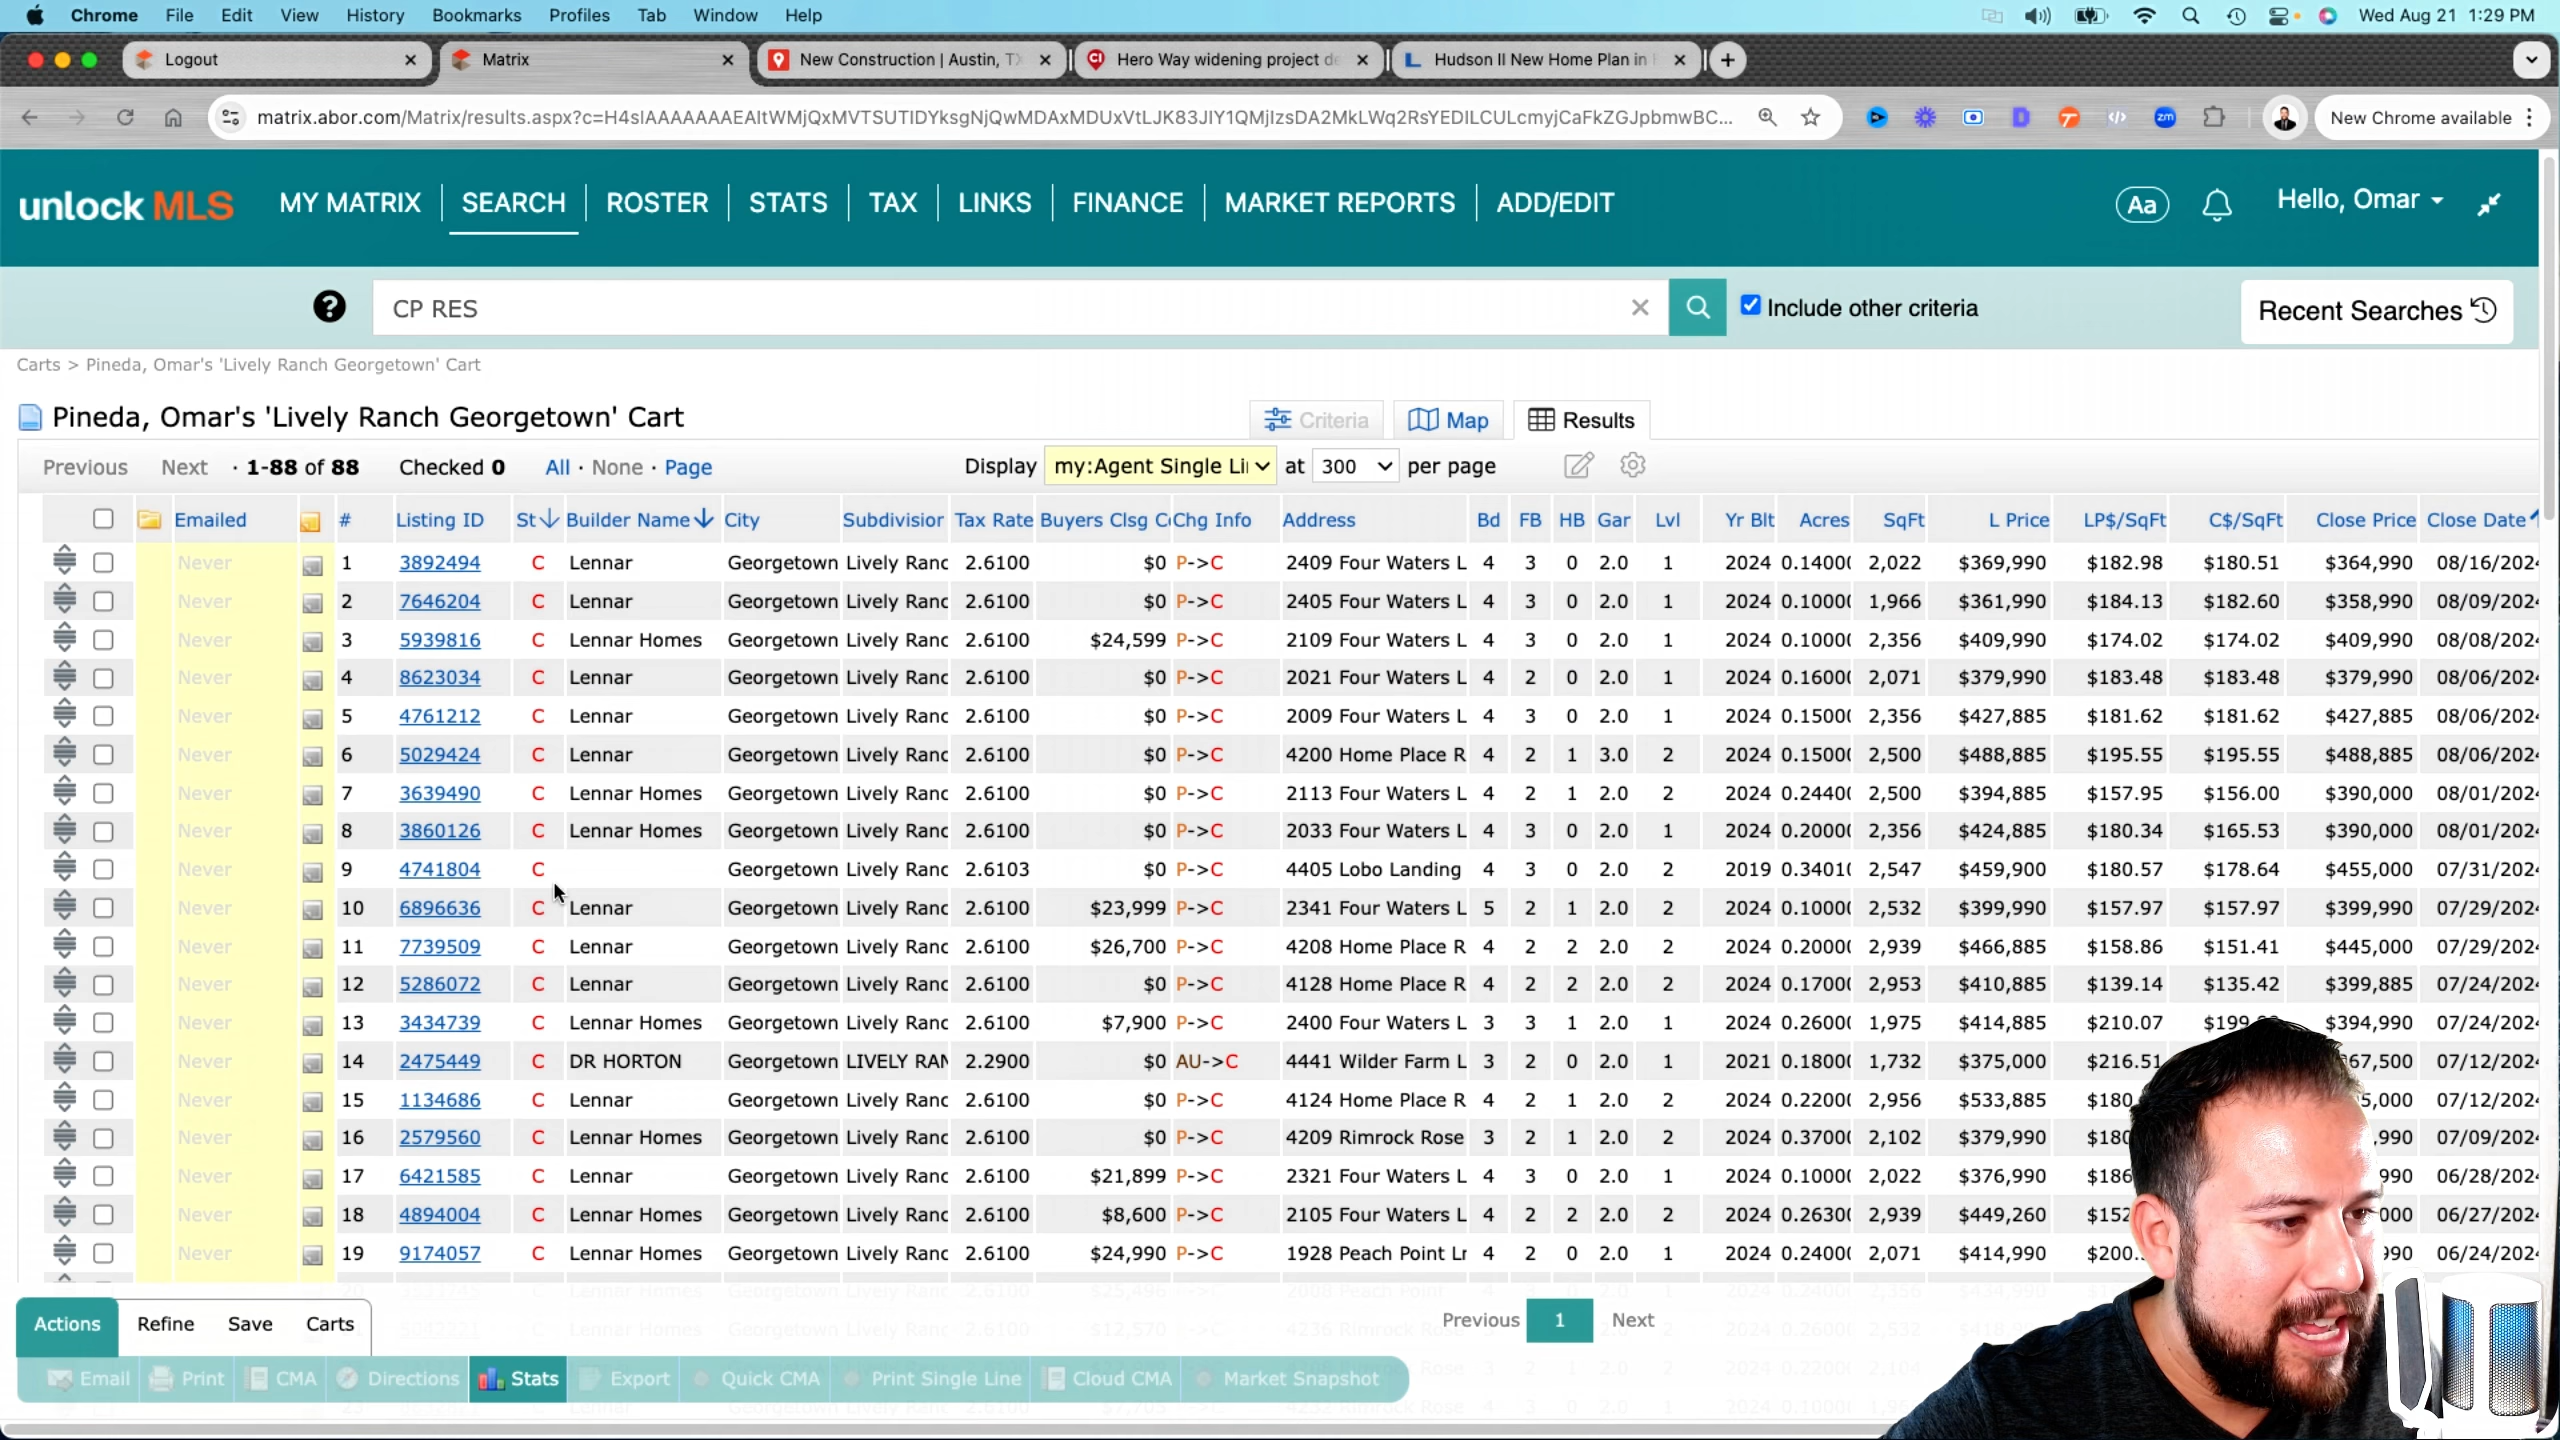 Chrome File Edit View History Bookmarks Profiles Tab Window Help Wed Aug 21 1:29 PM
Logout Matrix New Construction | Austin, TX Hero Way widening project de Hudson II New Home Plan in
matrix.abor.com/Matrix/results.aspx?c=H4sIAAAAAAAEAItWMjQxMVTSUTIDYksgNjQwMDAxMDUxVtLJK83JIY1QMjIzsDA2MkLWq2RsYEDILCULcmyjCaFkZGJpbmwBC... zm New Chrome available
unlock MLS MY MATRIX SEARCH ROSTER STATS TAX LINKS FINANCE MARKET REPORTS ADD/EDIT Aa Hello, Omar
? CP RES Include other criteria Recent Searches
Carts > Pineda, Omar's 'Lively Ranch Georgetown' Cart
Pineda, Omar's 'Lively Ranch Georgetown' Cart Criteria Map Results
Previous Next · 1-88 of 88 Checked 0 All · None · Page Display my:Agent Single Li at 300 per page
Emailed # Listing ID St Builder Name City Subdivision Tax Rate Buyers Clsg C Chg Info Address Bd FB HB Gar Lvl Yr Blt Acres SqFt L Price LP$/SqFt C$/SqFt Close Price Close Date
Never 1 3892494 C Lennar Georgetown Lively Ranc 2.6100 $0 P->C 2409 Four Waters L 4 3 0 2.0 1 2024 0.1400 2,022 $369,990 $182.98 $180.51 $364,990 08/16/2024
Never 2 7646204 C Lennar Georgetown Lively Ranc 2.6100 $0 P->C 2405 Four Waters L 4 3 0 2.0 1 2024 0.1000 1,966 $361,990 $184.13 $182.60 $358,990 08/09/2024
Never 3 5939816 C Lennar Homes Georgetown Lively Ranc 2.6100 $24,599 P->C 2109 Four Waters L 4 3 0 2.0 1 2024 0.1000 2,356 $409,990 $174.02 $174.02 $409,990 08/08/2024
Never 4 8623034 C Lennar Georgetown Lively Ranc 2.6100 $0 P->C 2021 Four Waters L 4 2 0 2.0 1 2024 0.1600 2,071 $379,990 $183.48 $183.48 $379,990 08/06/2024
Never 5 4761212 C Lennar Georgetown Lively Ranc 2.6100 $0 P->C 2009 Four Waters L 4 3 0 2.0 1 2024 0.1500 2,356 $427,885 $181.62 $181.62 $427,885 08/06/2024
Never 6 5029424 C Lennar Georgetown Lively Ranc 2.6100 $0 P->C 4200 Home Place R 4 2 1 3.0 2 2024 0.1500 2,500 $488,885 $195.55 $195.55 $488,885 08/06/2024
Never 7 3639490 C Lennar Homes Georgetown Lively Ranc 2.6100 $0 P->C 2113 Four Waters L 4 2 1 2.0 2 2024 0.2440 2,500 $394,885 $157.95 $156.00 $390,000 08/01/2024
Never 8 3860126 C Lennar Homes Georgetown Lively Ranc 2.6100 $0 P->C 2033 Four Waters L 4 3 0 2.0 1 2024 0.2000 2,356 $424,885 $180.34 $165.53 $390,000 08/01/2024
Never 9 4741804 C Georgetown Lively Ranc 2.6103 $0 P->C 4405 Lobo Landing 4 3 0 2.0 2 2019 0.3401 2,547 $459,900 $180.57 $178.64 $455,000 07/31/2024
Never 10 6896636 C Lennar Georgetown Lively Ranc 2.6100 $23,999 P->C 2341 Four Waters L 5 2 1 2.0 2 2024 0.1000 2,532 $399,990 $157.97 $157.97 $399,990 07/29/2024
Never 11 7739509 C Lennar Georgetown Lively Ranc 2.6100 $26,700 P->C 4208 Home Place R 4 2 2 2.0 2 2024 0.2000 2,939 $466,885 $158.86 $151.41 $445,000 07/29/2024
Never 12 5286072 C Lennar Georgetown Lively Ranc 2.6100 $0 P->C 4128 Home Place R 4 2 2 2.0 2 2024 0.1700 2,953 $410,885 $139.14 $135.42 $399,885 07/24/2024
Never 13 3434739 C Lennar Homes Georgetown Lively Ranc 2.6100 $7,900 P->C 2400 Four Waters L 3 3 1 2.0 1 2024 0.2600 1,975 $414,885 $210.07 $199 $394,990 07/24/2024
Never 14 2475449 C DR HORTON Georgetown LIVELY RAN 2.2900 $0 AU->C 4441 Wilder Farm L 3 2 0 2.0 1 2021 0.1800 1,732 $375,000 $216.51 67,500 07/12/2024
Never 15 1134686 C Lennar Georgetown Lively Ranc 2.6100 $0 P->C 4124 Home Place R 4 2 1 2.0 2 2024 0.2200 2,956 $533,885 $180 5,000 07/12/2024
Never 16 2579560 C Lennar Homes Georgetown Lively Ranc 2.6100 $0 P->C 4209 Rimrock Rose 3 2 1 2.0 2 2024 0.3700 2,102 $379,990 $180 ,990 07/09/2024
Never 17 6421585 C Lennar Georgetown Lively Ranc 2.6100 $21,899 P->C 2321 Four Waters L 4 3 0 2.0 1 2024 0.1000 2,022 $376,990 $186 990 06/28/2024
Never 18 4894004 C Lennar Homes Georgetown Lively Ranc 2.6100 $8,600 P->C 2105 Four Waters L 4 2 2 2.0 2 2024 0.2630 2,939 $449,260 $152 000 06/27/2024
Never 19 9174057 C Lennar Homes Georgetown Lively Ranc 2.6100 $24,990 P->C 1928 Peach Point Ln 4 2 0 2.0 1 2024 0.2400 2,071 $414,990 $200. 990 06/24/2024
Actions Refine Save Carts Previous 1 Next
Email Print CMA Directions Stats Export Quick CMA Print Single Line Cloud CMA Market Snapshot